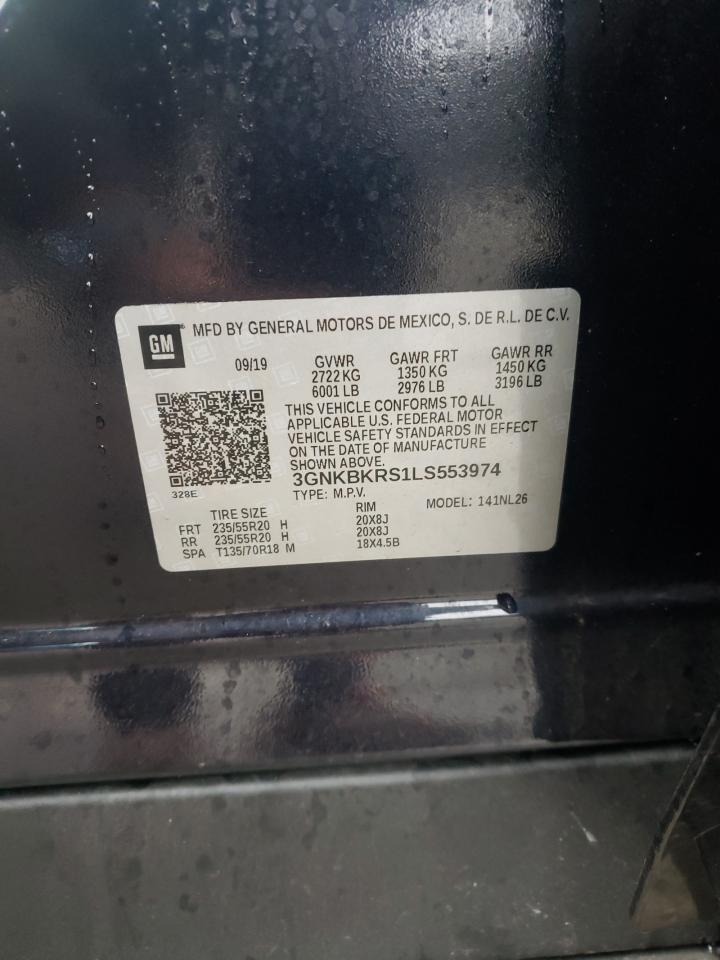 GM
MFD BY GENERAL MOTORS DE MEXICO, S. DE R.L. DE C.V.
09/19 GVWR GAWR FRT GAWR RR
2722 KG 1350 KG 1450 KG
6001 LB 2976 LB 3196 LB
THIS VEHICLE CONFORMS TO ALL
APPLICABLE U.S. FEDERAL MOTOR
VEHICLE SAFETY STANDARDS IN EFFECT
ON THE DATE OF MANUFACTURE
SHOWN ABOVE.
3GNKBKRS1LS553974
328E
TYPE: M.P.V. MODEL: 141NL26
TIRE SIZE RIM
FRT 235/55R20 H 20X8J
RR 235/55R20 H 20X8J
SPA T135/70R18 M 18X4.5B